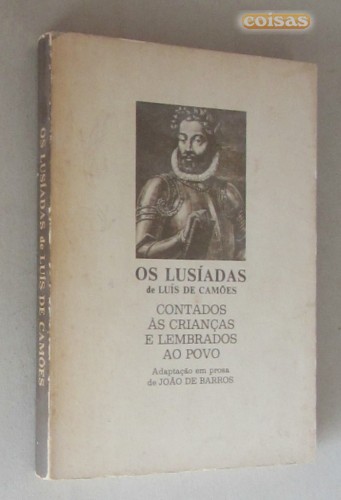 coisas
OS LUSÍADAS
de LUÍS DE CAMÕES
CONTADOS
ÀS CRIANÇAS
E LEMBRADOS
AO POVO
Adaptação em prosa
de JOÃO DE BARROS
OS LUSÍADAS de LUÍS DE CAMÕES